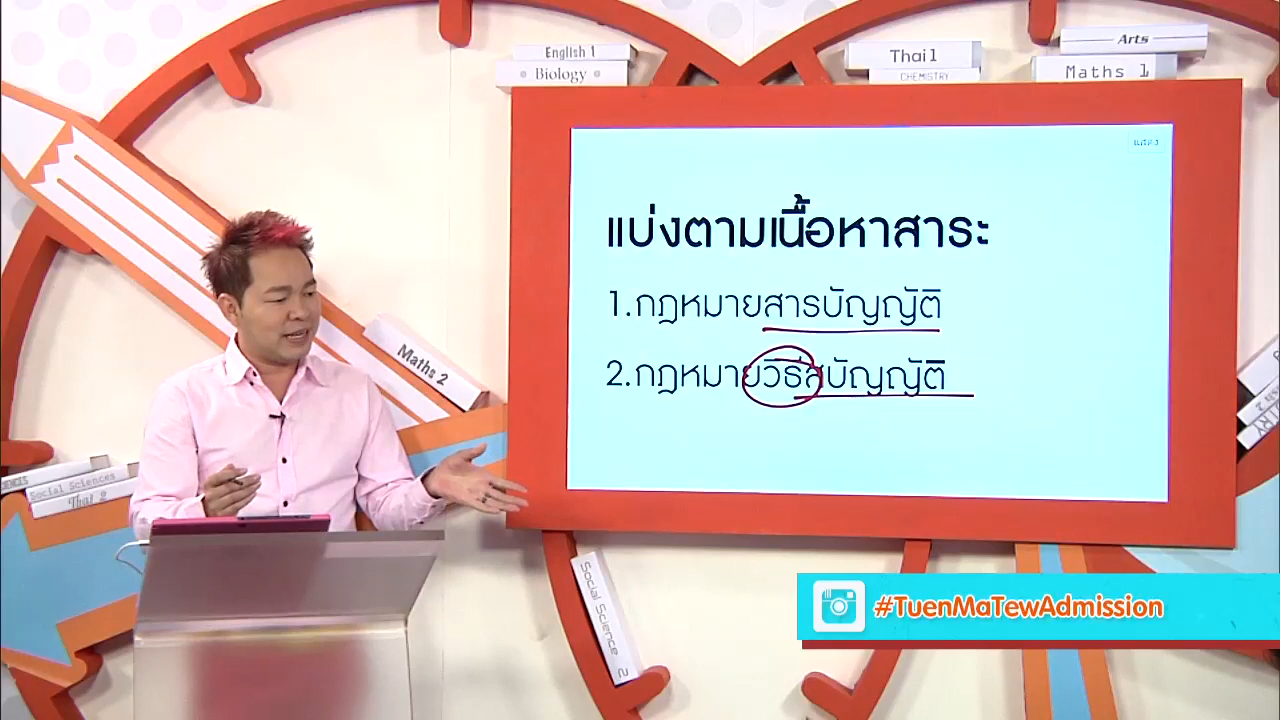 English 1
Biology
Thai 1
CHEMISTRY
Arts
Maths 1
แบ่งตามเนื้อหาสาระ
1.กฎหมายสารบัญญัติ
2.กฎหมายวิธีสบัญญัติ
Maths 2
Social Sciences
Thai 2
Social Science 2
#TuenMaTewAdmission